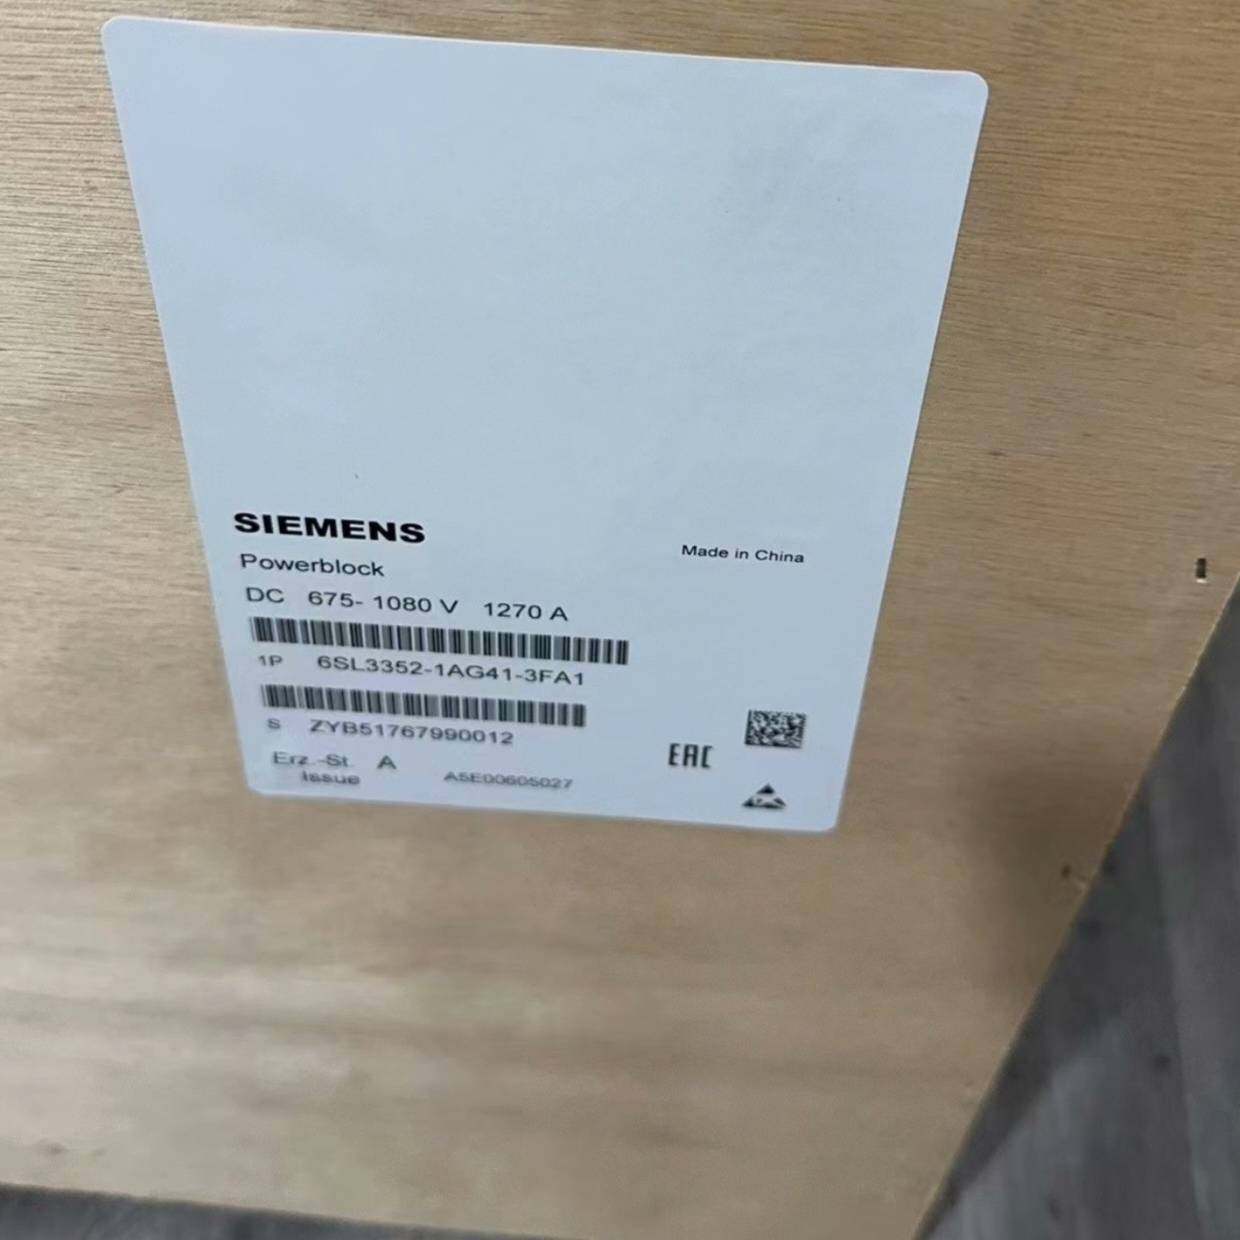 SIEMENS
Made in China
Powerblock
DC 675- 1080 V 1270 A
1P 6SL3352-1AG41-3FA1
S ZYB51767990012
Erz.-St. A
Issue
A5E00605027
EAC